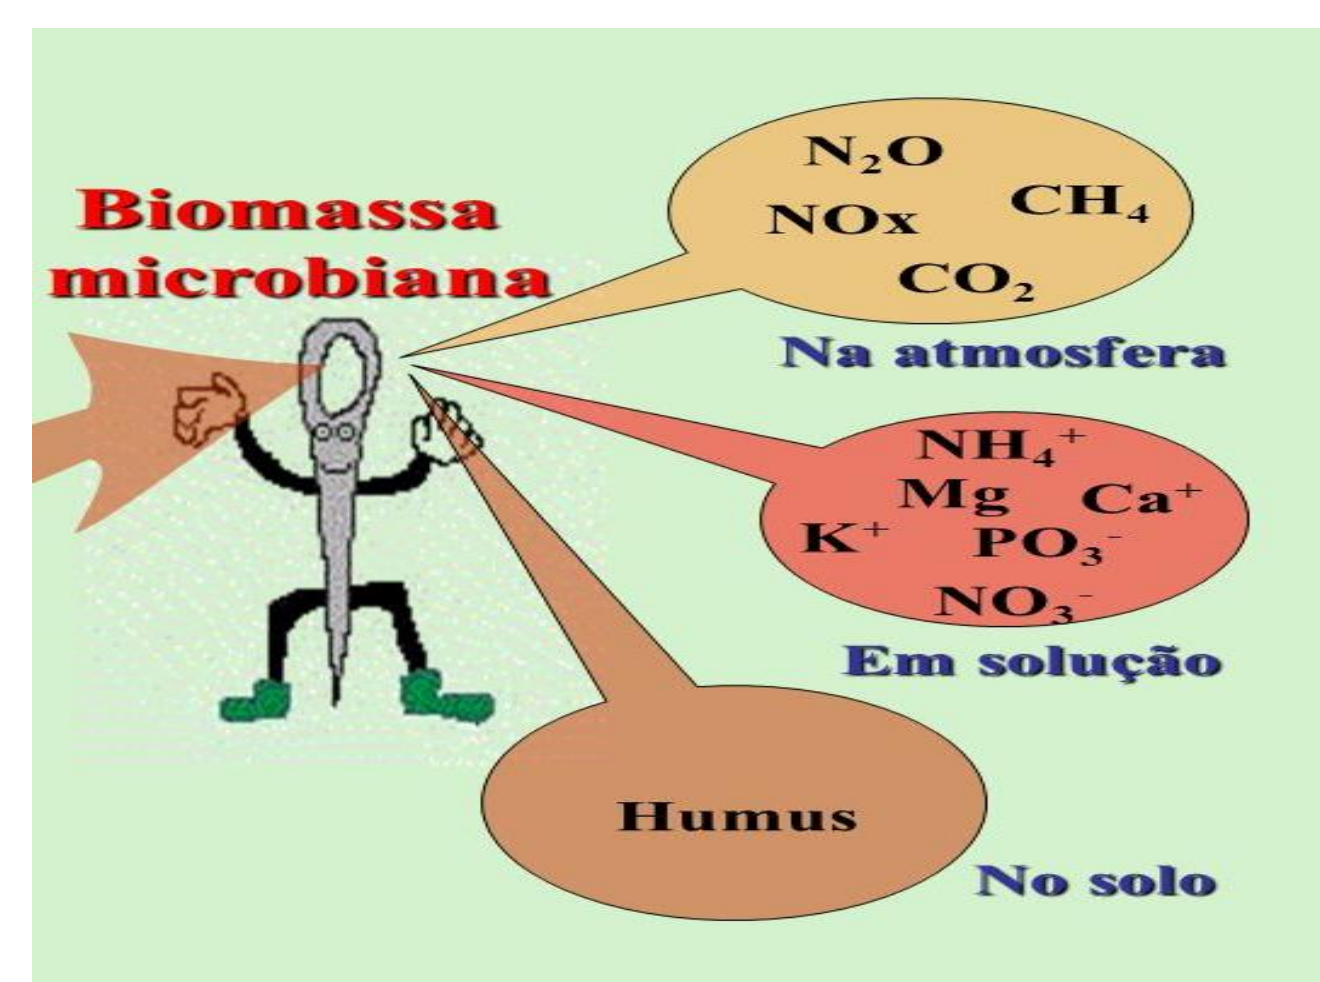 Biomassa
microbiana
N₂O
CH₄
NOx
CO₂
Na atmosfera
NH₄⁺
Mg Ca⁺
K⁺ PO₃⁻
NO₃⁻
Em solução
Humus
No solo